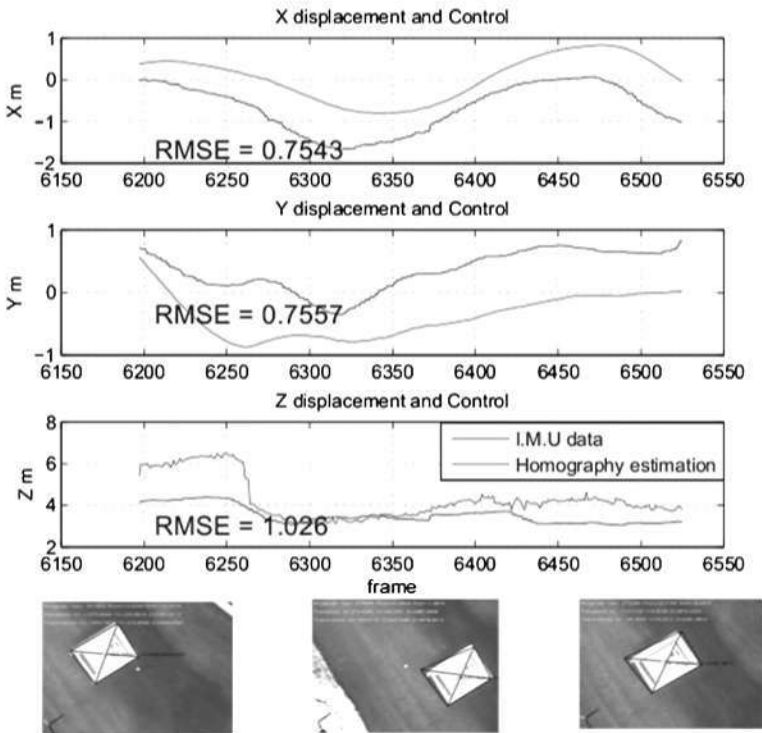 X displacement and Control
X m
1
0
−1
−2
RMSE = 0.7543
6150 6200 6250 6300 6350 6400 6450 6500 6550
Y displacement and Control
Y m
1
0
−1
RMSE = 0.7557
6150 6200 6250 6300 6350 6400 6450 6500 6550
Z displacement and Control
Z m
8
6
4
2
I.M.U data
Homography estimation
RMSE = 1.026
6150 6200 6250 6300 6350 6400 6450 6500 6550
frame